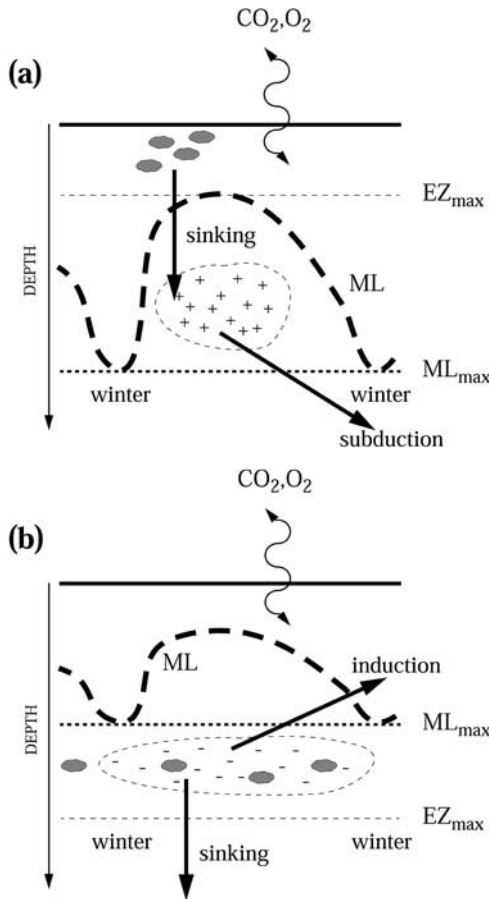 CO₂,O₂
(a)
EZmax
sinking
DEPTH
ML
+ + + +
+ + + + +
+ + + + +
MLmax
winter winter
subduction
CO₂,O₂
(b)
ML
induction
DEPTH
MLmax
EZmax
winter winter
sinking